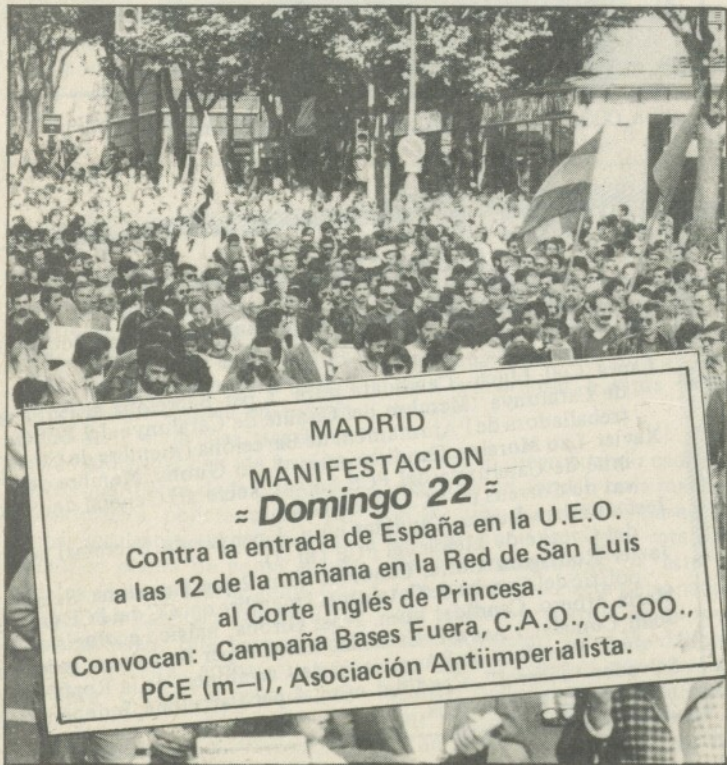 MADRID
MANIFESTACION
≈ Domingo 22 ≈
Contra la entrada de España en la U.E.O.
a las 12 de la mañana en la Red de San Luis
al Corte Inglés de Princesa.
Convocan: Campaña Bases Fuera, C.A.O., CC.OO.,
PCE (m—l), Asociación Antiimperialista.